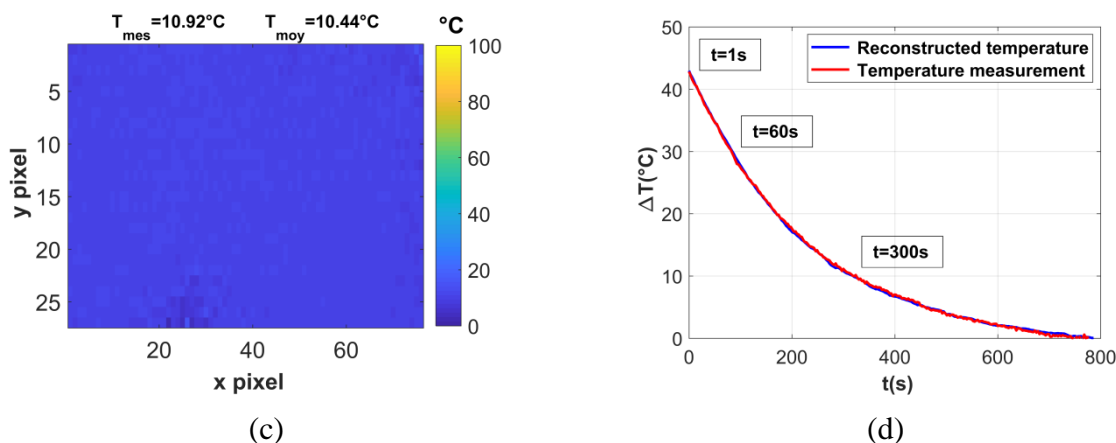 T_mes =10.92°C T_moy =10.44°C
°C
100
80
60
40
20
0
5
10
15
20
25
y pixel
20 40 60
x pixel
(c)
50
40
30
20
10
0
ΔT(°C)
Reconstructed temperature
Temperature measurement
t=1s
t=60s
t=300s
0 200 400 600 800
t(s)
(d)